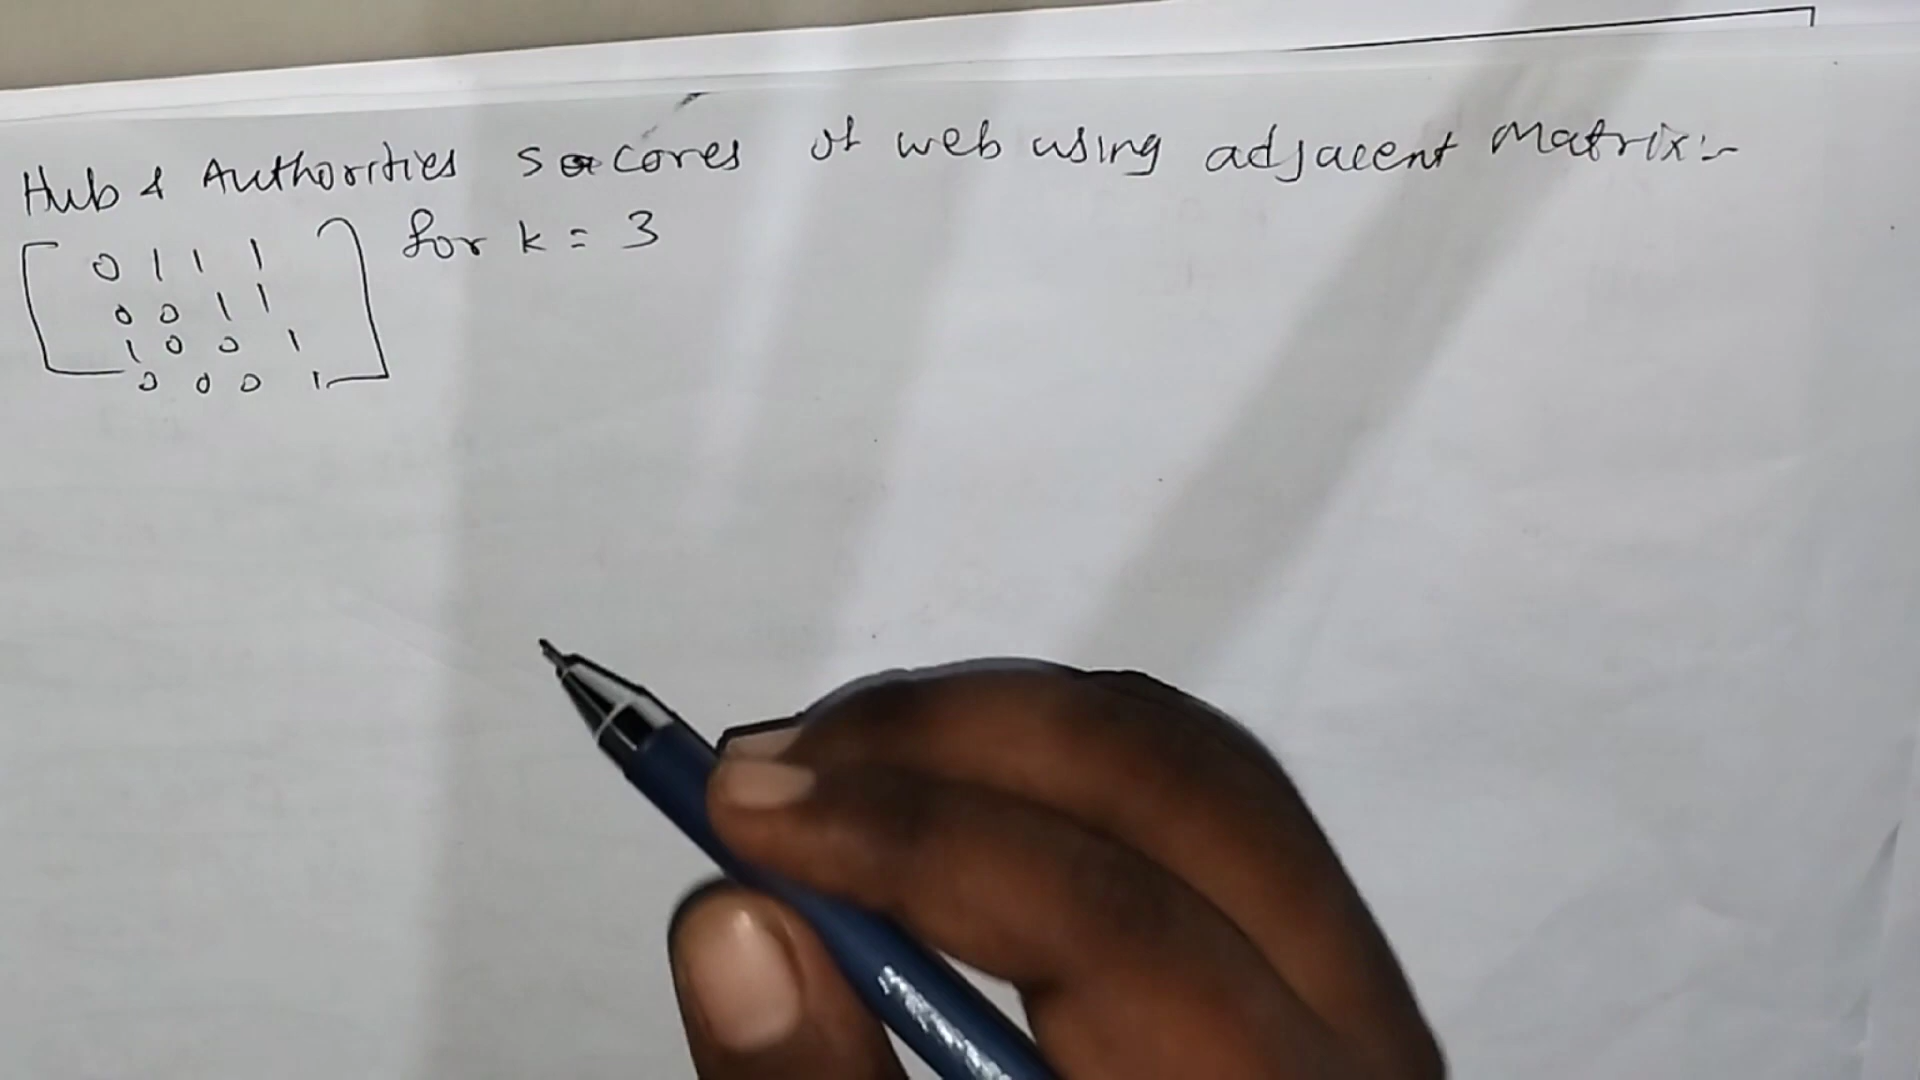 Hub & Authorities scores of web using adjacent Matrix:-
for k = 3
0 1 1 1
0 0 1 1
1 0 0 1
0 0 0 1